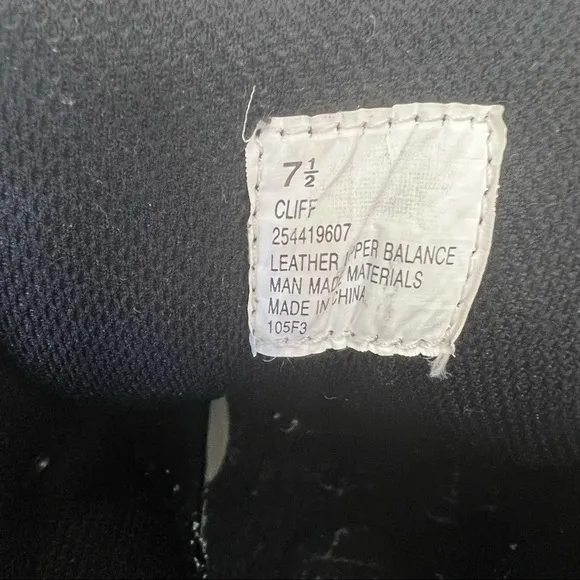 7½
CLIFF
254419607
LEATHER UPPER BALANCE
MAN MADE MATERIALS
MADE IN CHINA
105F3